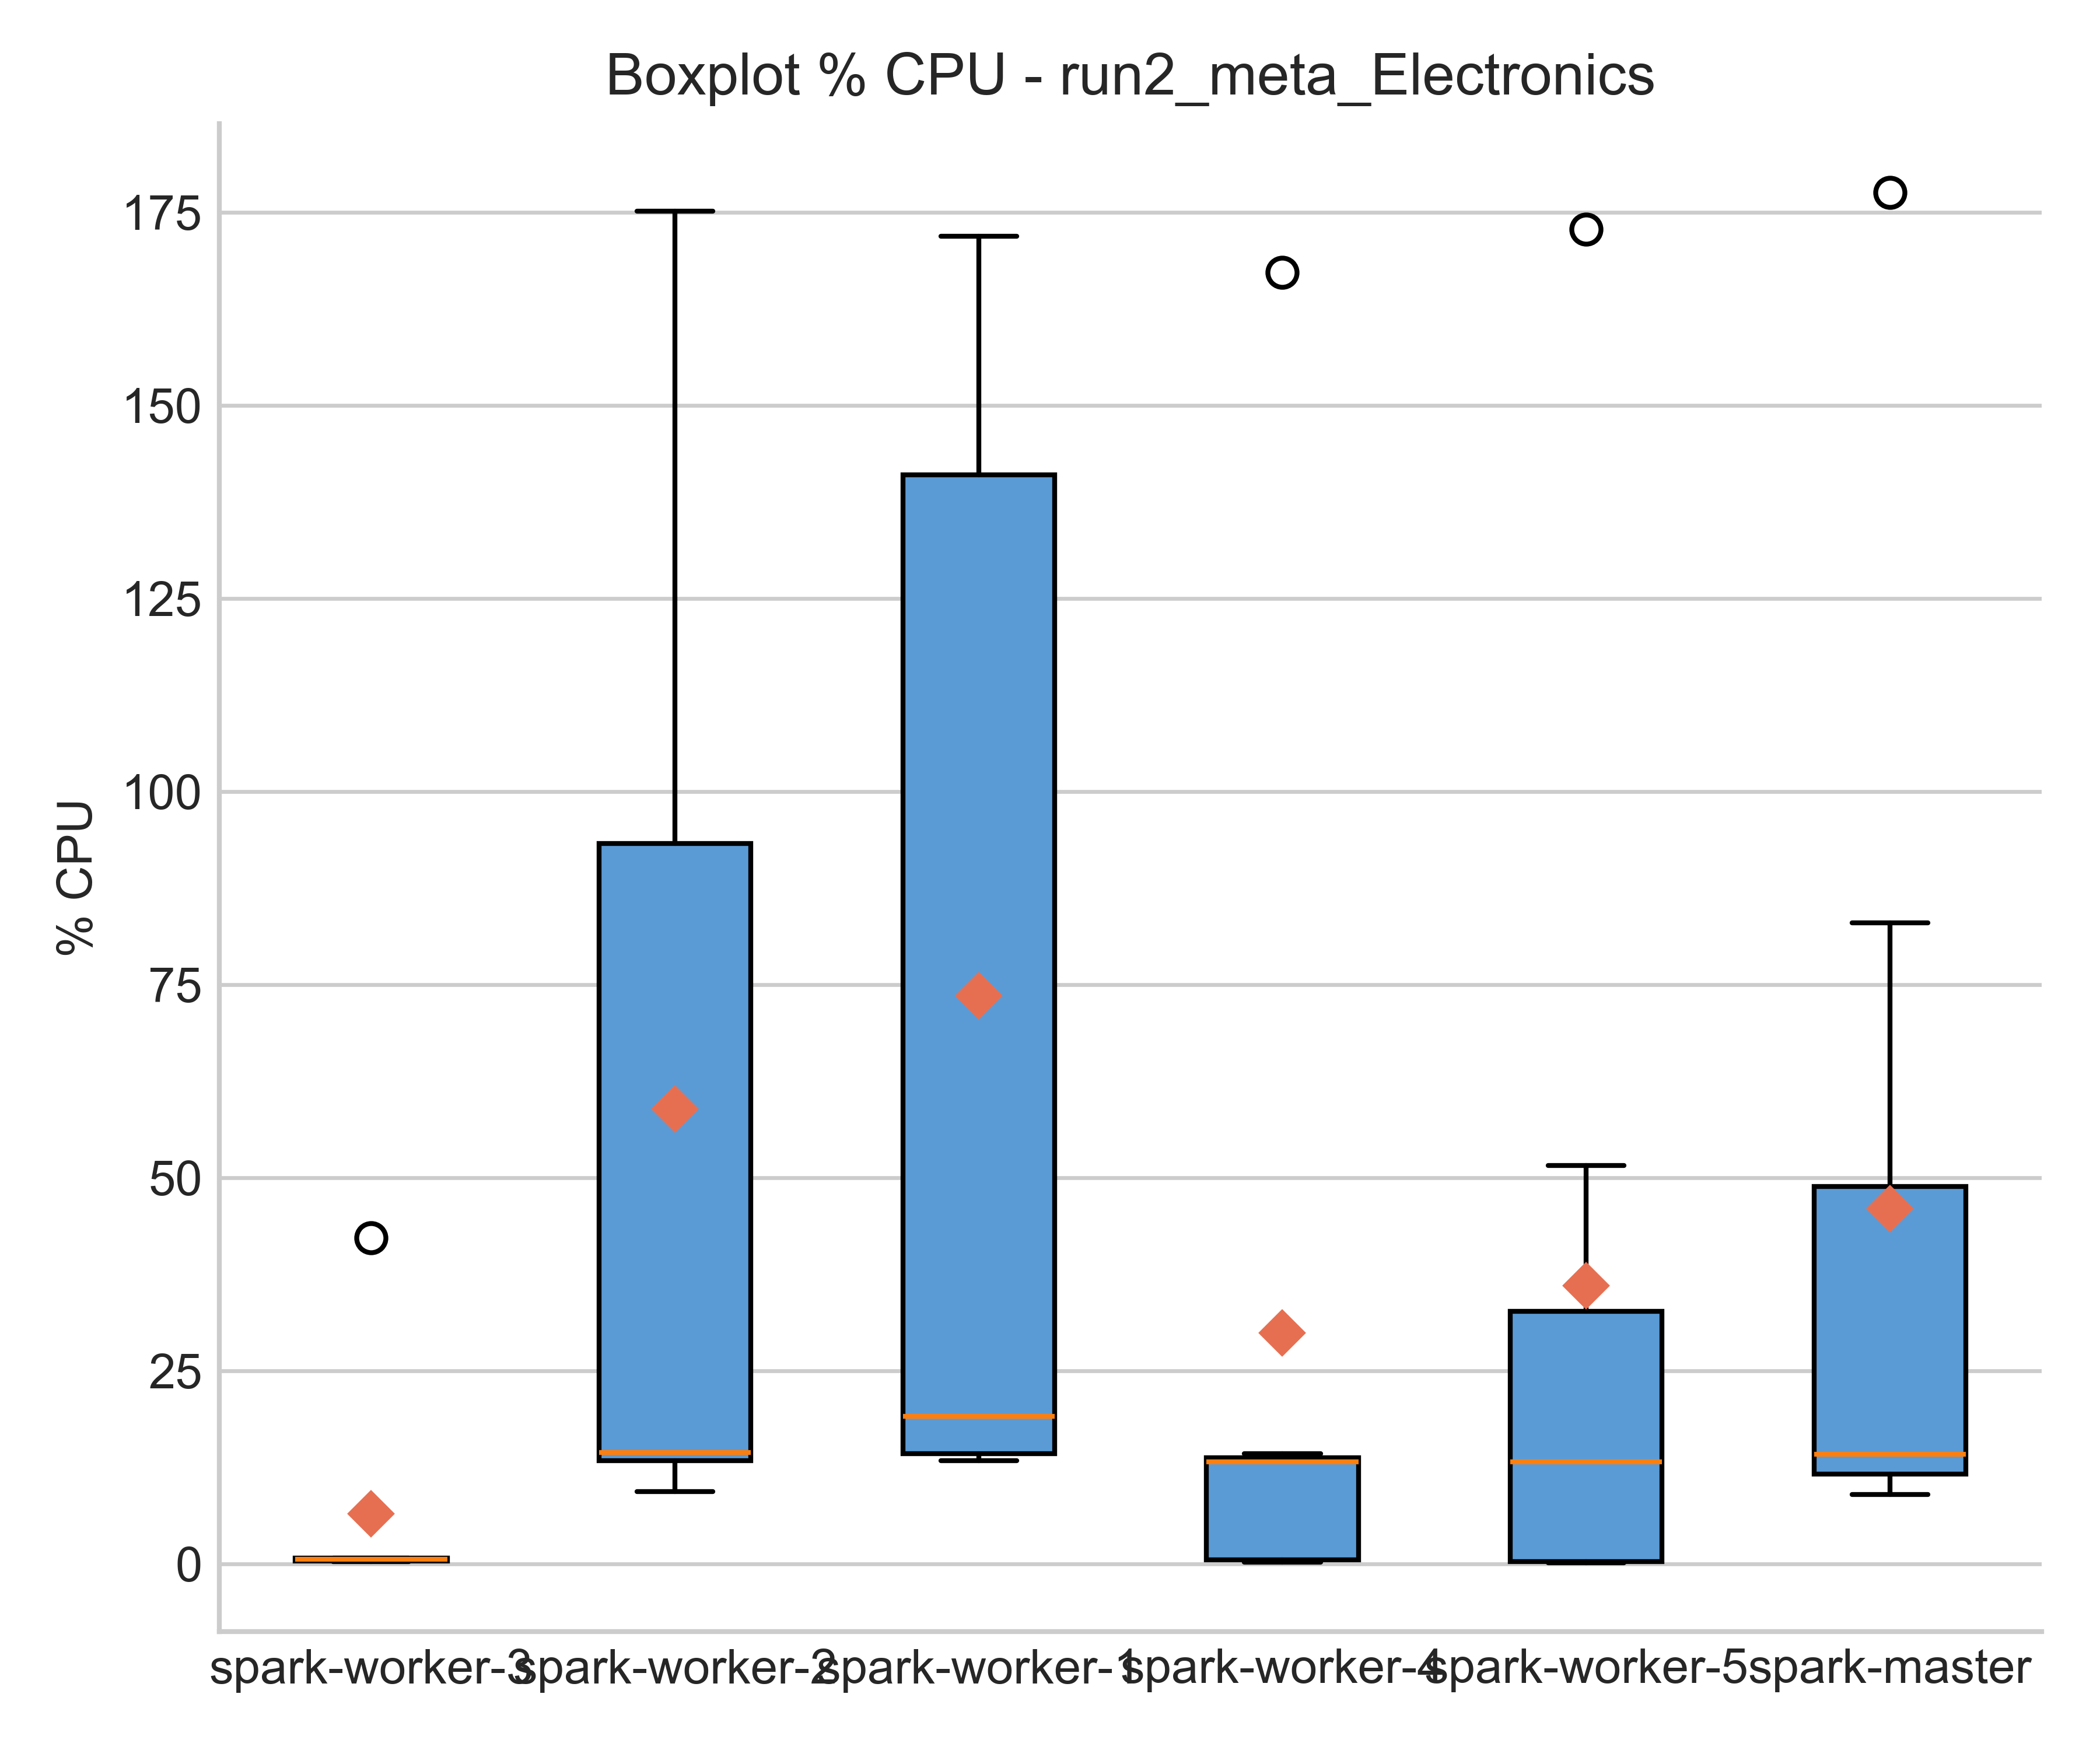 Boxplot % CPU - run2_meta_Electronics
175
150
125
100
75
50
25
0
% CPU
spark-worker-3 spark-worker-2 spark-worker-1 spark-worker-4 spark-worker-5 spark-master